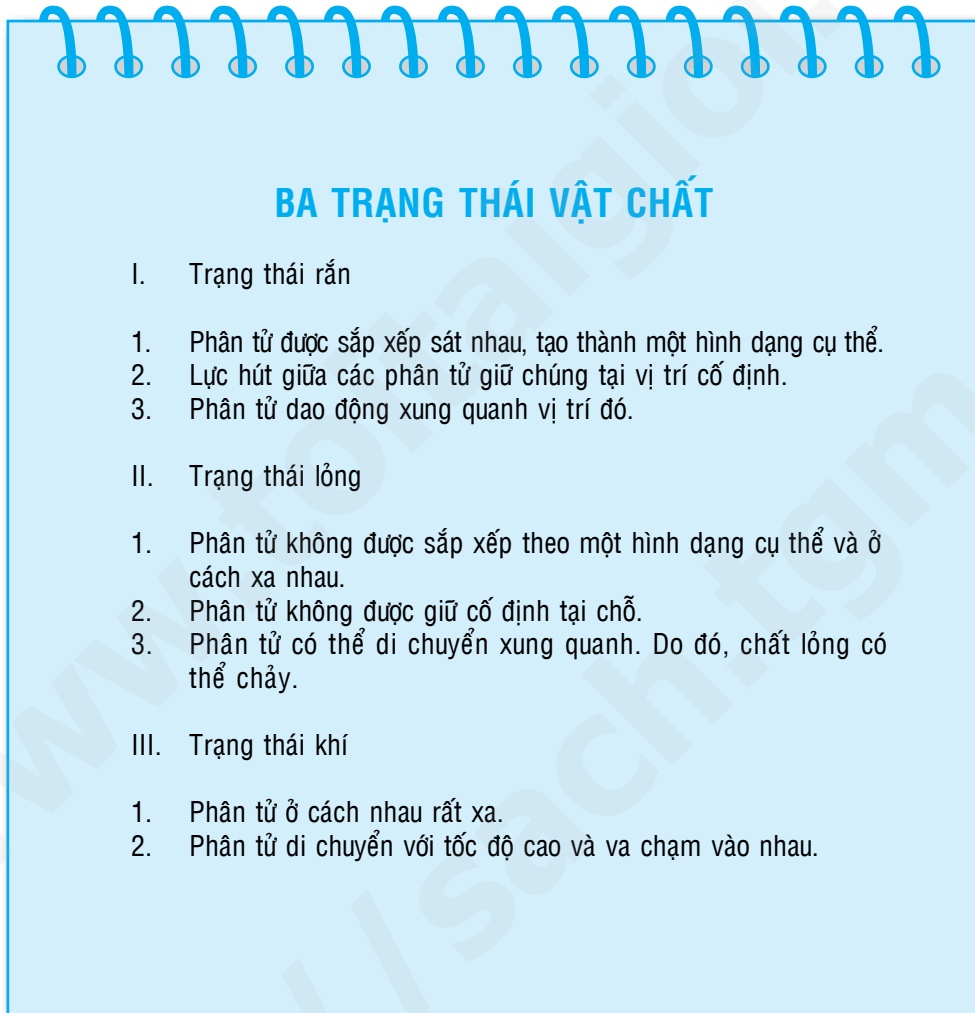 BA TRẠNG THÁI VẬT CHẤT
I. Trạng thái rắn
1. Phân tử được sắp xếp sát nhau, tạo thành một hình dạng cụ thể.
2. Lực hút giữa các phân tử giữ chúng tại vị trí cố định.
3. Phân tử dao động xung quanh vị trí đó.
II. Trạng thái lỏng
1. Phân tử không được sắp xếp theo một hình dạng cụ thể và ở
cách xa nhau.
2. Phân tử không được giữ cố định tại chỗ.
3. Phân tử có thể di chuyển xung quanh. Do đó, chất lỏng có
thể chảy.
III. Trạng thái khí
1. Phân tử ở cách nhau rất xa.
2. Phân tử di chuyển với tốc độ cao và va chạm vào nhau.